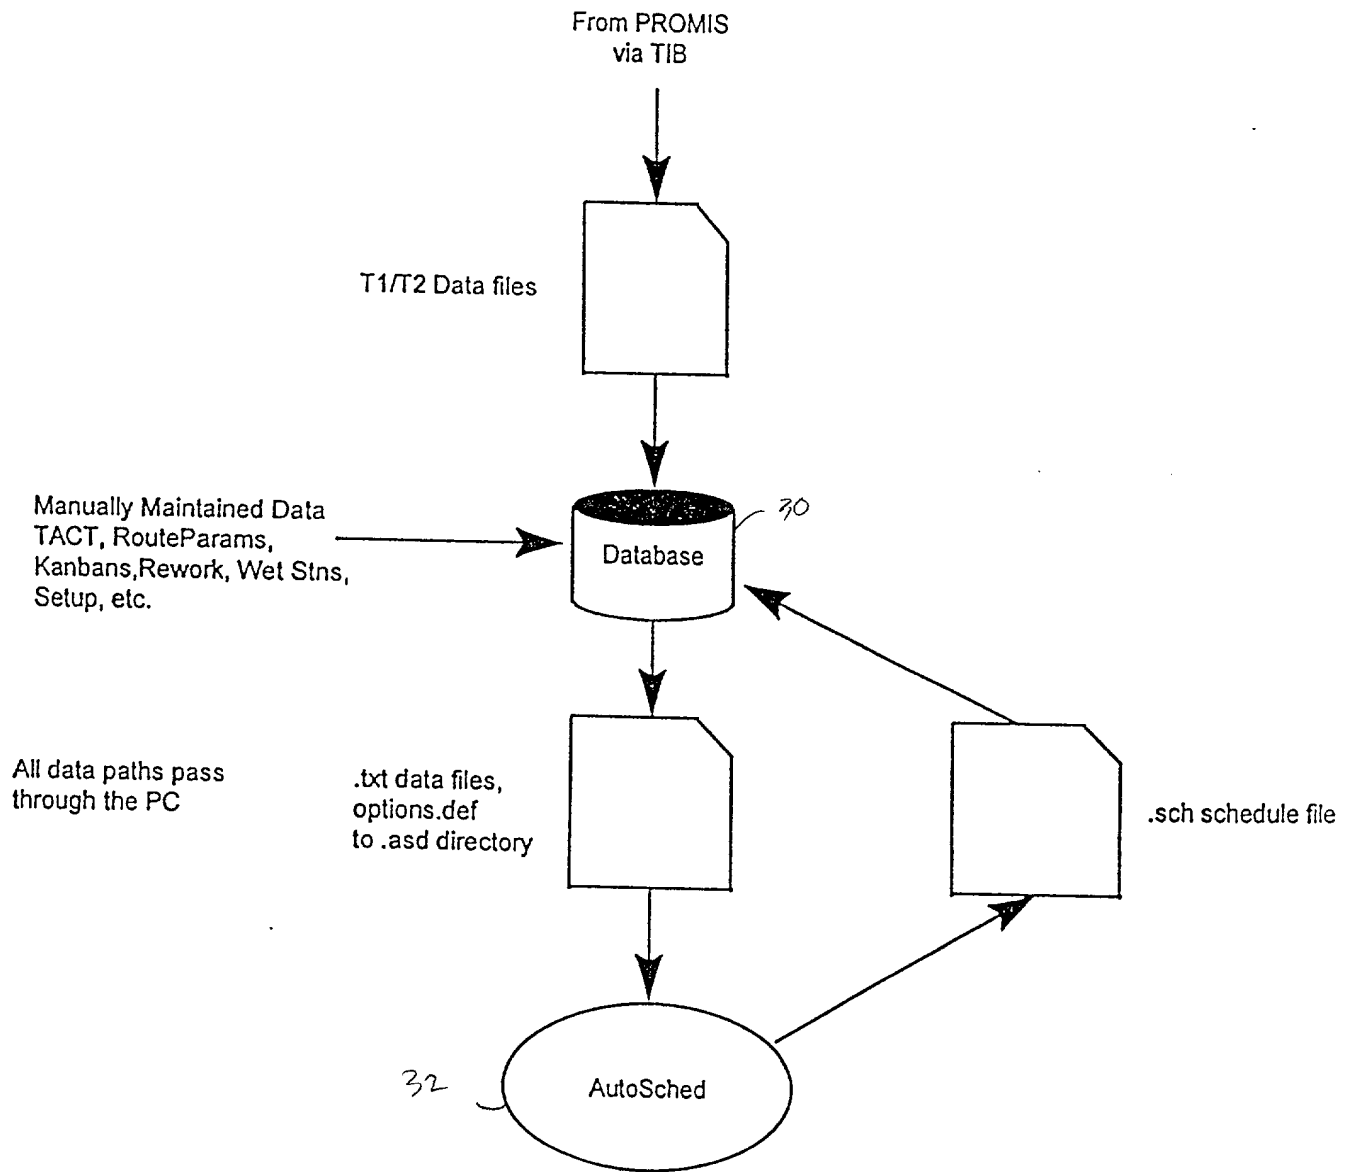 From PROMIS
via TIB
T1/T2 Data files
Manually Maintained Data
TACT, RouteParams,
Kanbans,Rework, Wet Stns,
Setup, etc.
30
Database
All data paths pass
through the PC
.txt data files,
options.def
to .asd directory
.sch schedule file
32
AutoSched